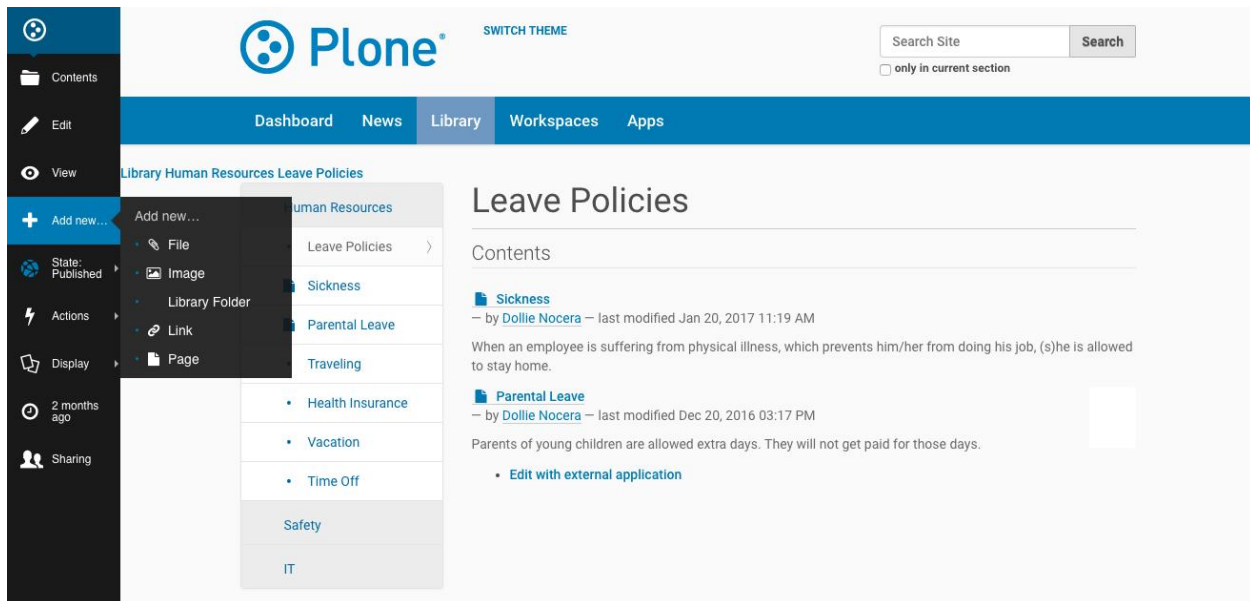 Plone®
SWITCH THEME
Search Site
Search
only in current section
Dashboard News Library Workspaces Apps
Contents
Edit
View
Add new...
State:
Published
Actions
Display
2 months
ago
Sharing
Library Human Resources Leave Policies
Add new…
File
Image
Library Folder
Link
Page
uman Resources
Leave Policies
Sickness
Parental Leave
Traveling
Health Insurance
Vacation
Time Off
Safety
IT
Leave Policies
Contents
Sickness
— by Dollie Nocera — last modified Jan 20, 2017 11:19 AM
When an employee is suffering from physical illness, which prevents him/her from doing his job, (s)he is allowed
to stay home.
Parental Leave
— by Dollie Nocera — last modified Dec 20, 2016 03:17 PM
Parents of young children are allowed extra days. They will not get paid for those days.
• Edit with external application